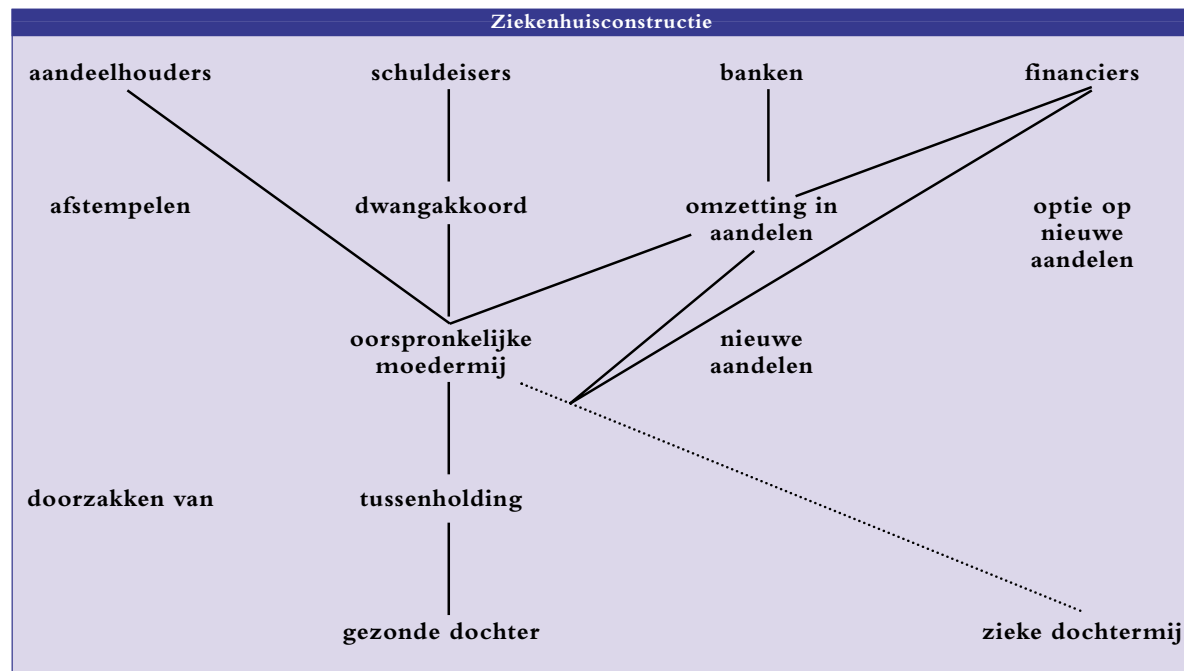 Ziekenhuisconstructie
aandeelhouders schuldeisers banken financiers
afstempelen dwangakkoord omzetting in aandelen optie op nieuwe aandelen
oorspronkelijke moedermij nieuwe aandelen
doorzakken van tussenholding
gezonde dochter zieke dochtermij